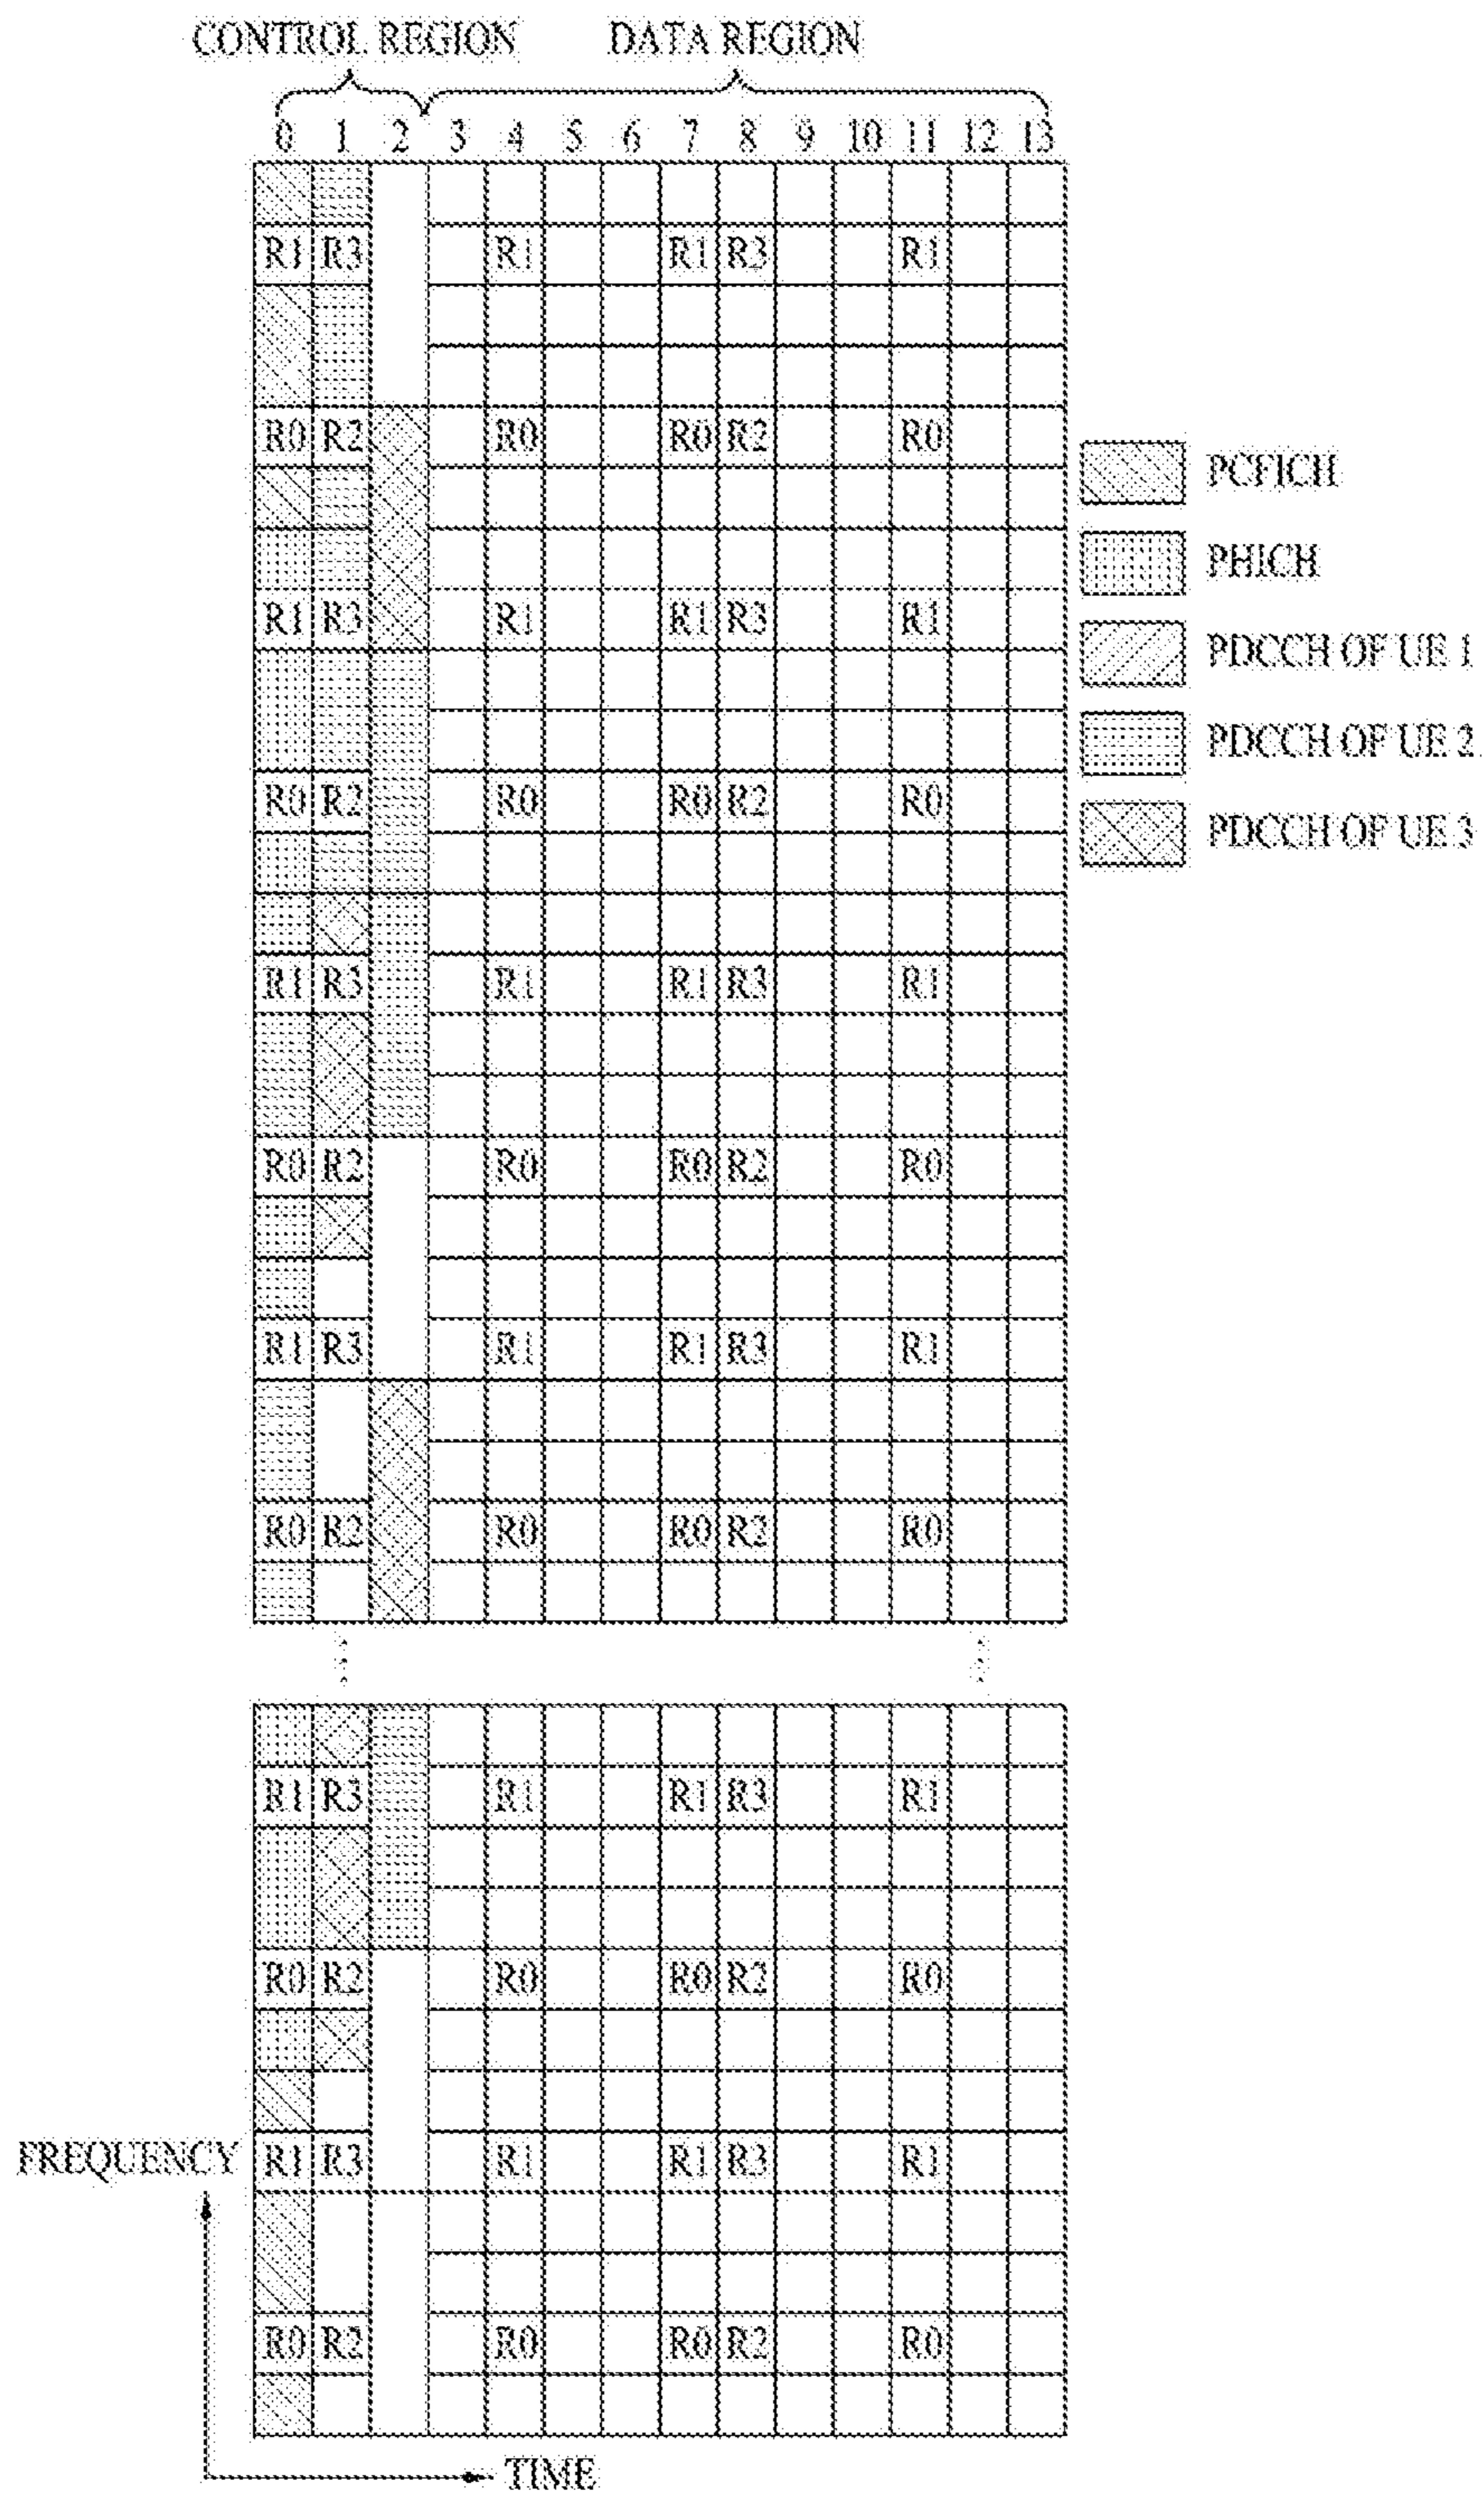 CONTROL REGION DATA REGION
0 1 2 3 4 5 6 7 8 9 10 11 12 13
R1 R3 R1 R1 R3 R1
R0 R2 R0 R0 R2 R0
PCFICH
PHICH
R1 R3 R1 R1 R3 R1
PDCCH OF UE 1
PDCCH OF UE 2
R0 R2 R0 R0 R2 R0
PDCCH OF UE 3
R1 R3 R1 R1 R3 R1
R0 R2 R0 R0 R2 R0
R1 R3 R1 R1 R3 R1
R0 R2 R0 R0 R2 R0
R1 R3 R1 R1 R3 R1
R0 R2 R0 R0 R2 R0
FREQUENCY R1 R3 R1 R1 R3 R1
R0 R2 R0 R0 R2 R0
TIME